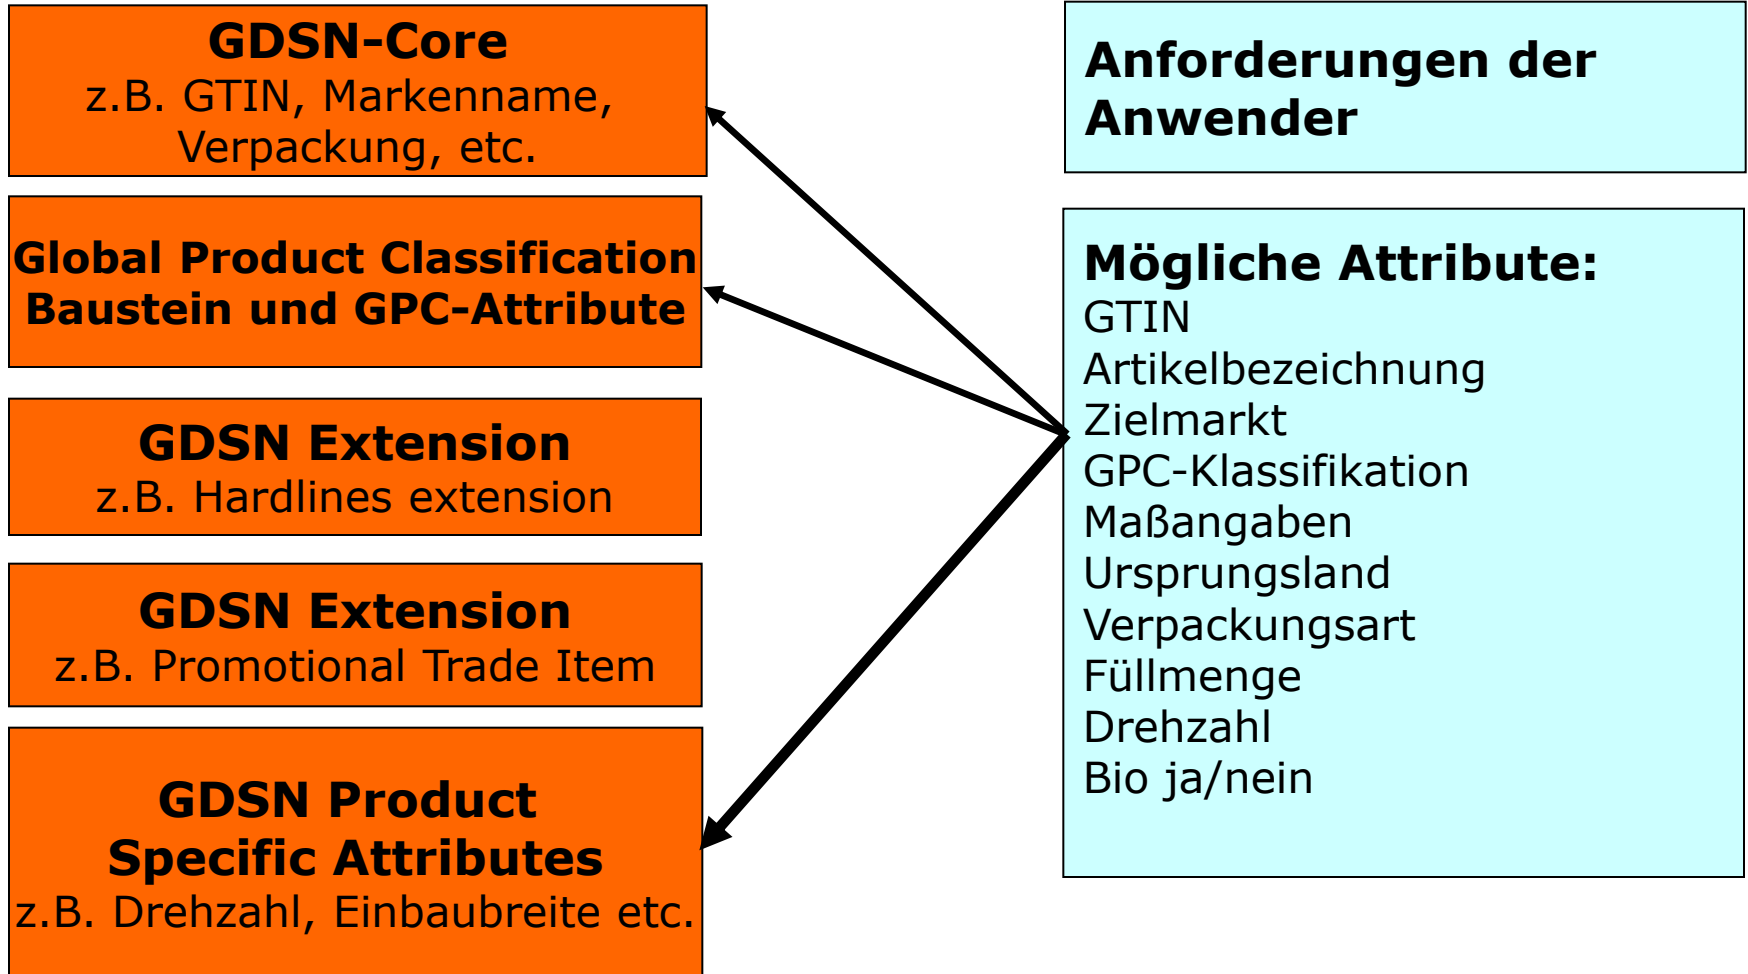 GDSN-Core
z.B. GTIN, Markenname,
Verpackung, etc.
Global Product Classification
Baustein und GPC-Attribute
GDSN Extension
z.B. Hardlines extension
GDSN Extension
z.B. Promotional Trade Item
GDSN Product
Specific Attributes
z.B. Drehzahl, Einbaubreite etc.
Anforderungen der
Anwender
Mögliche Attribute:
GTIN
Artikelbezeichnung
Zielmarkt
GPC-Klassifikation
Maßangaben
Ursprungsland
Verpackungsart
Füllmenge
Drehzahl
Bio ja/nein